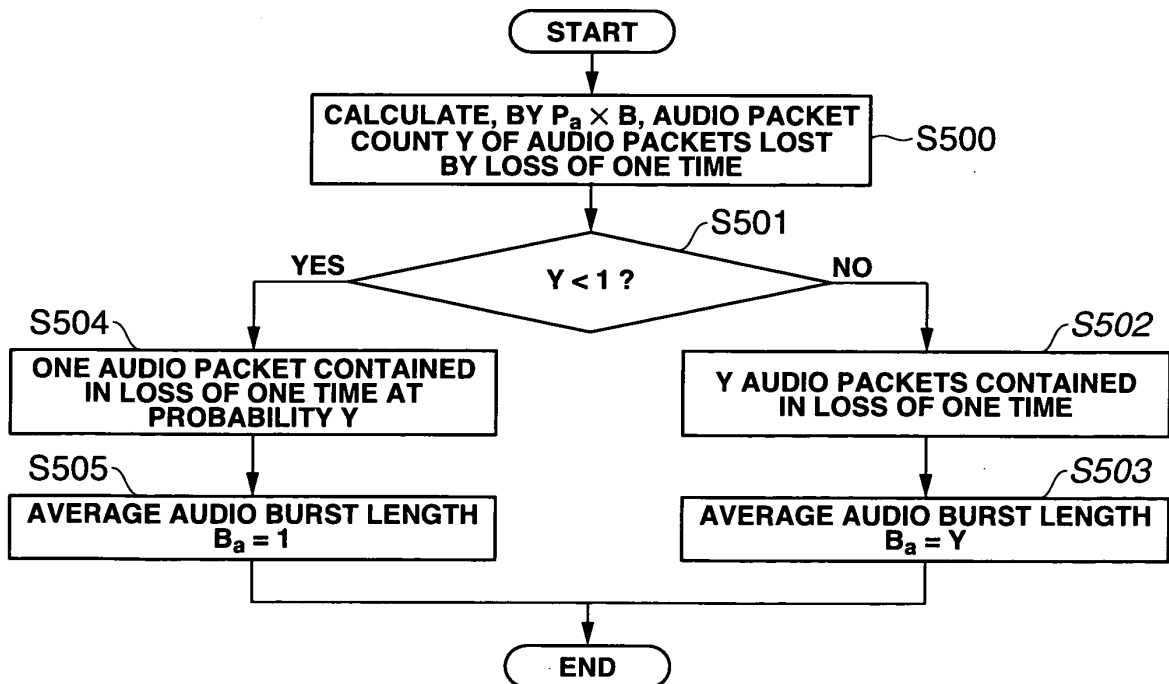 START
CALCULATE, BY Pa × B, AUDIO PACKET
COUNT Y OF AUDIO PACKETS LOST
BY LOSS OF ONE TIME
S500
S501
YES
Y < 1 ?
NO
S504
ONE AUDIO PACKET CONTAINED
IN LOSS OF ONE TIME AT
PROBABILITY Y
S502
Y AUDIO PACKETS CONTAINED
IN LOSS OF ONE TIME
S505
AVERAGE AUDIO BURST LENGTH
Ba = 1
S503
AVERAGE AUDIO BURST LENGTH
Ba = Y
END